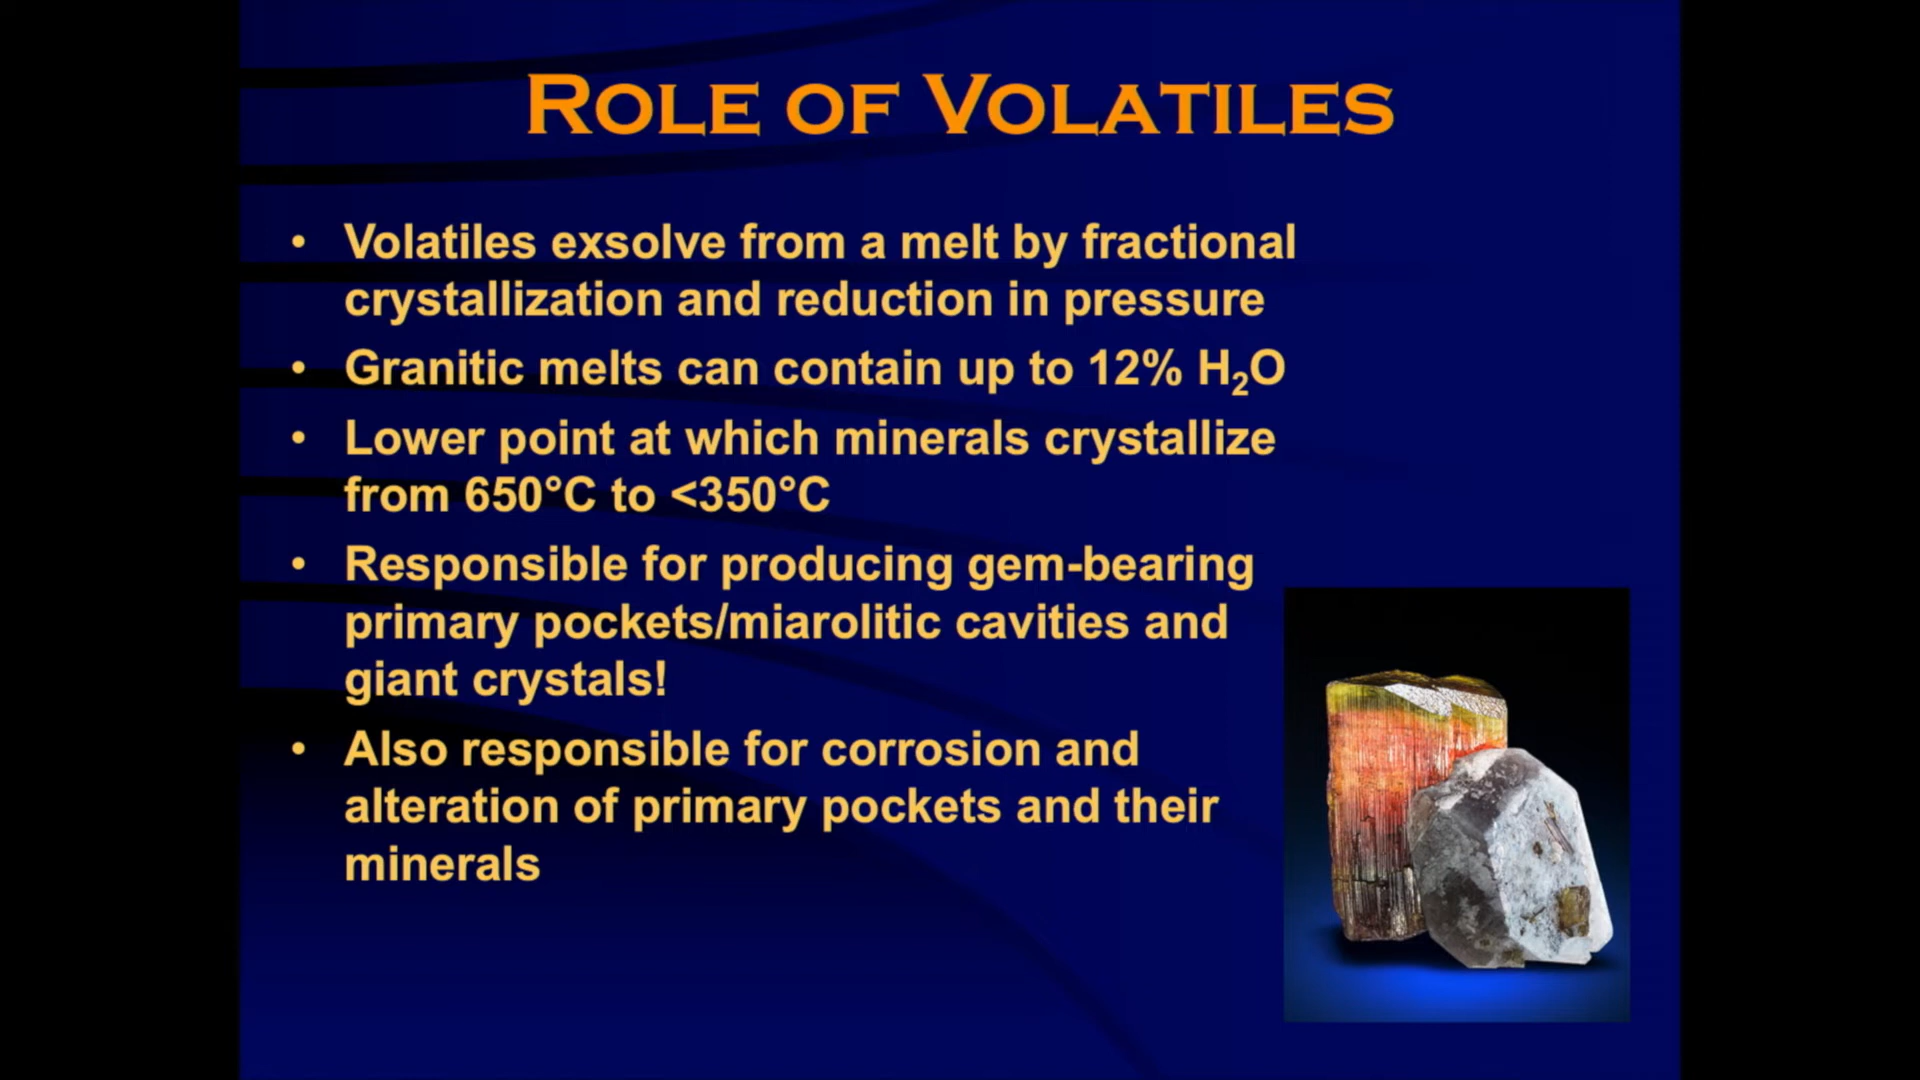 ROLE OF VOLATILES
• Volatiles exsolve from a melt by fractional
crystallization and reduction in pressure
• Granitic melts can contain up to 12% H₂O
• Lower point at which minerals crystallize
from 650°C to <350°C
• Responsible for producing gem-bearing
primary pockets/miarolitic cavities and
giant crystals!
• Also responsible for corrosion and
alteration of primary pockets and their
minerals